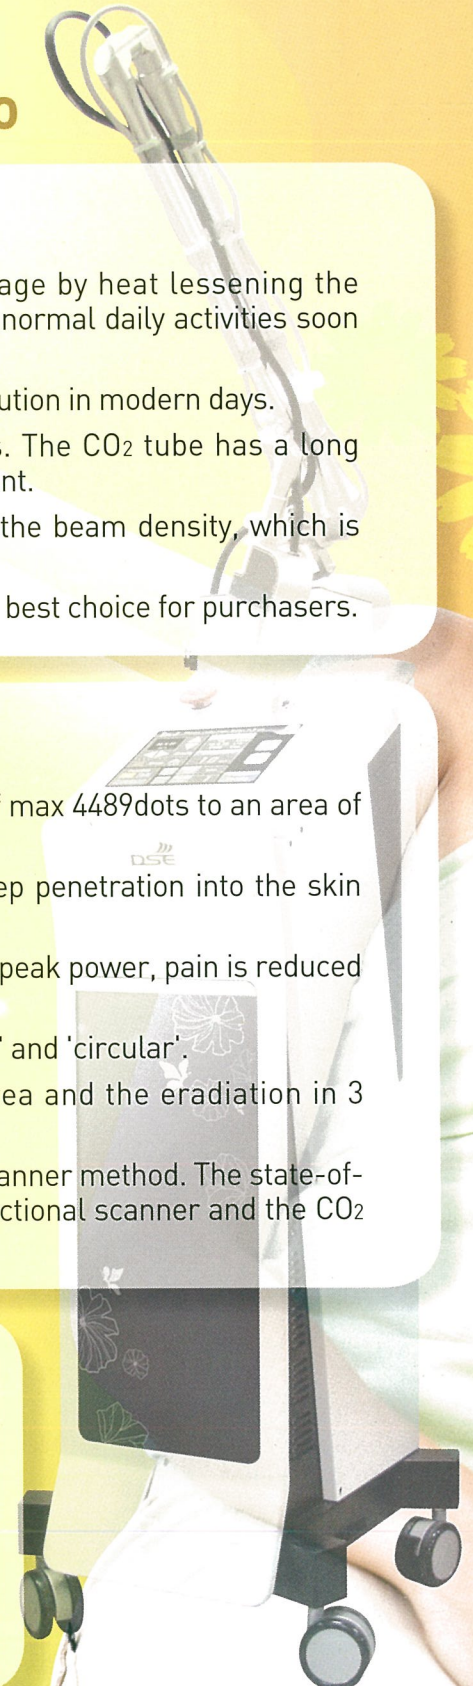 o
age by heat lessening the
normal daily activities soon
ution in modern days.
s. The CO2 tube has a long
nt.
the beam density, which is
best choice for purchasers.
f max 4489dots to an area of
DSE
ep penetration into the skin
peak power, pain is reduced
' and 'circular'.
ea and the eradiation in 3
anner method. The state-of-
ctional scanner and the CO2